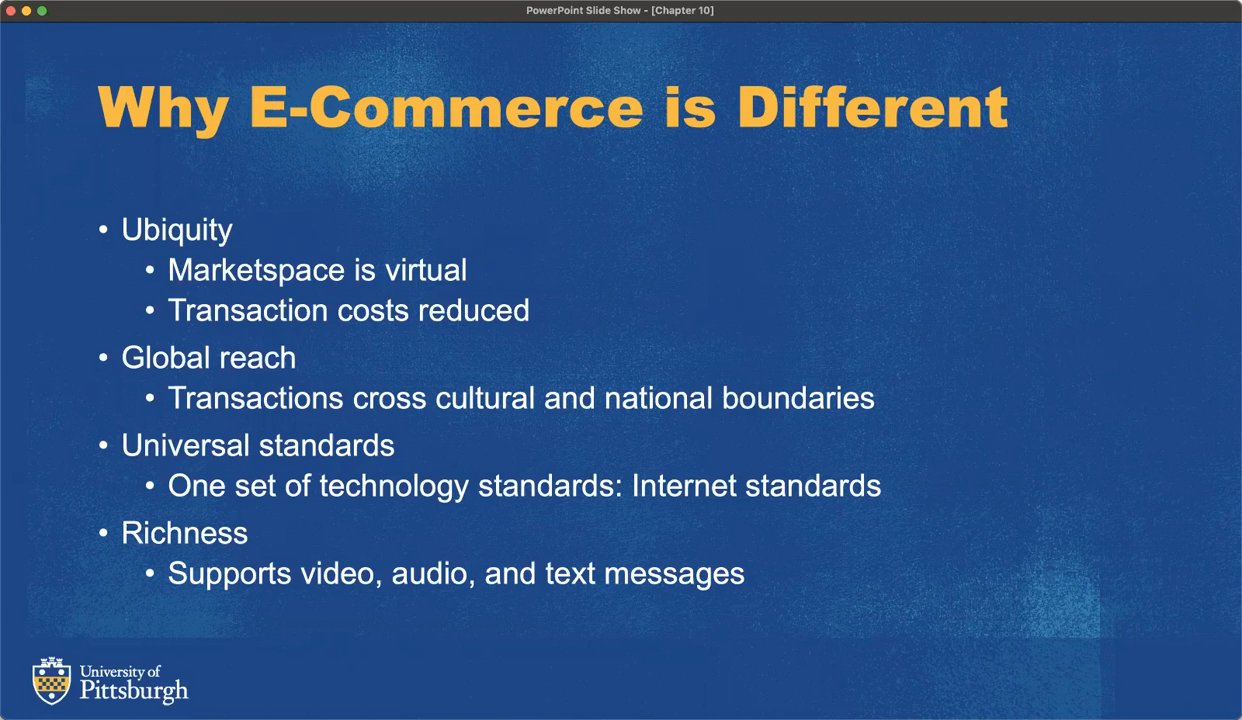 PowerPoint Slide Show - [Chapter 10]
Why E-Commerce is Different
• Ubiquity
• Marketspace is virtual
• Transaction costs reduced
• Global reach
• Transactions cross cultural and national boundaries
• Universal standards
• One set of technology standards: Internet standards
• Richness
• Supports video, audio, and text messages
University of
Pittsburgh